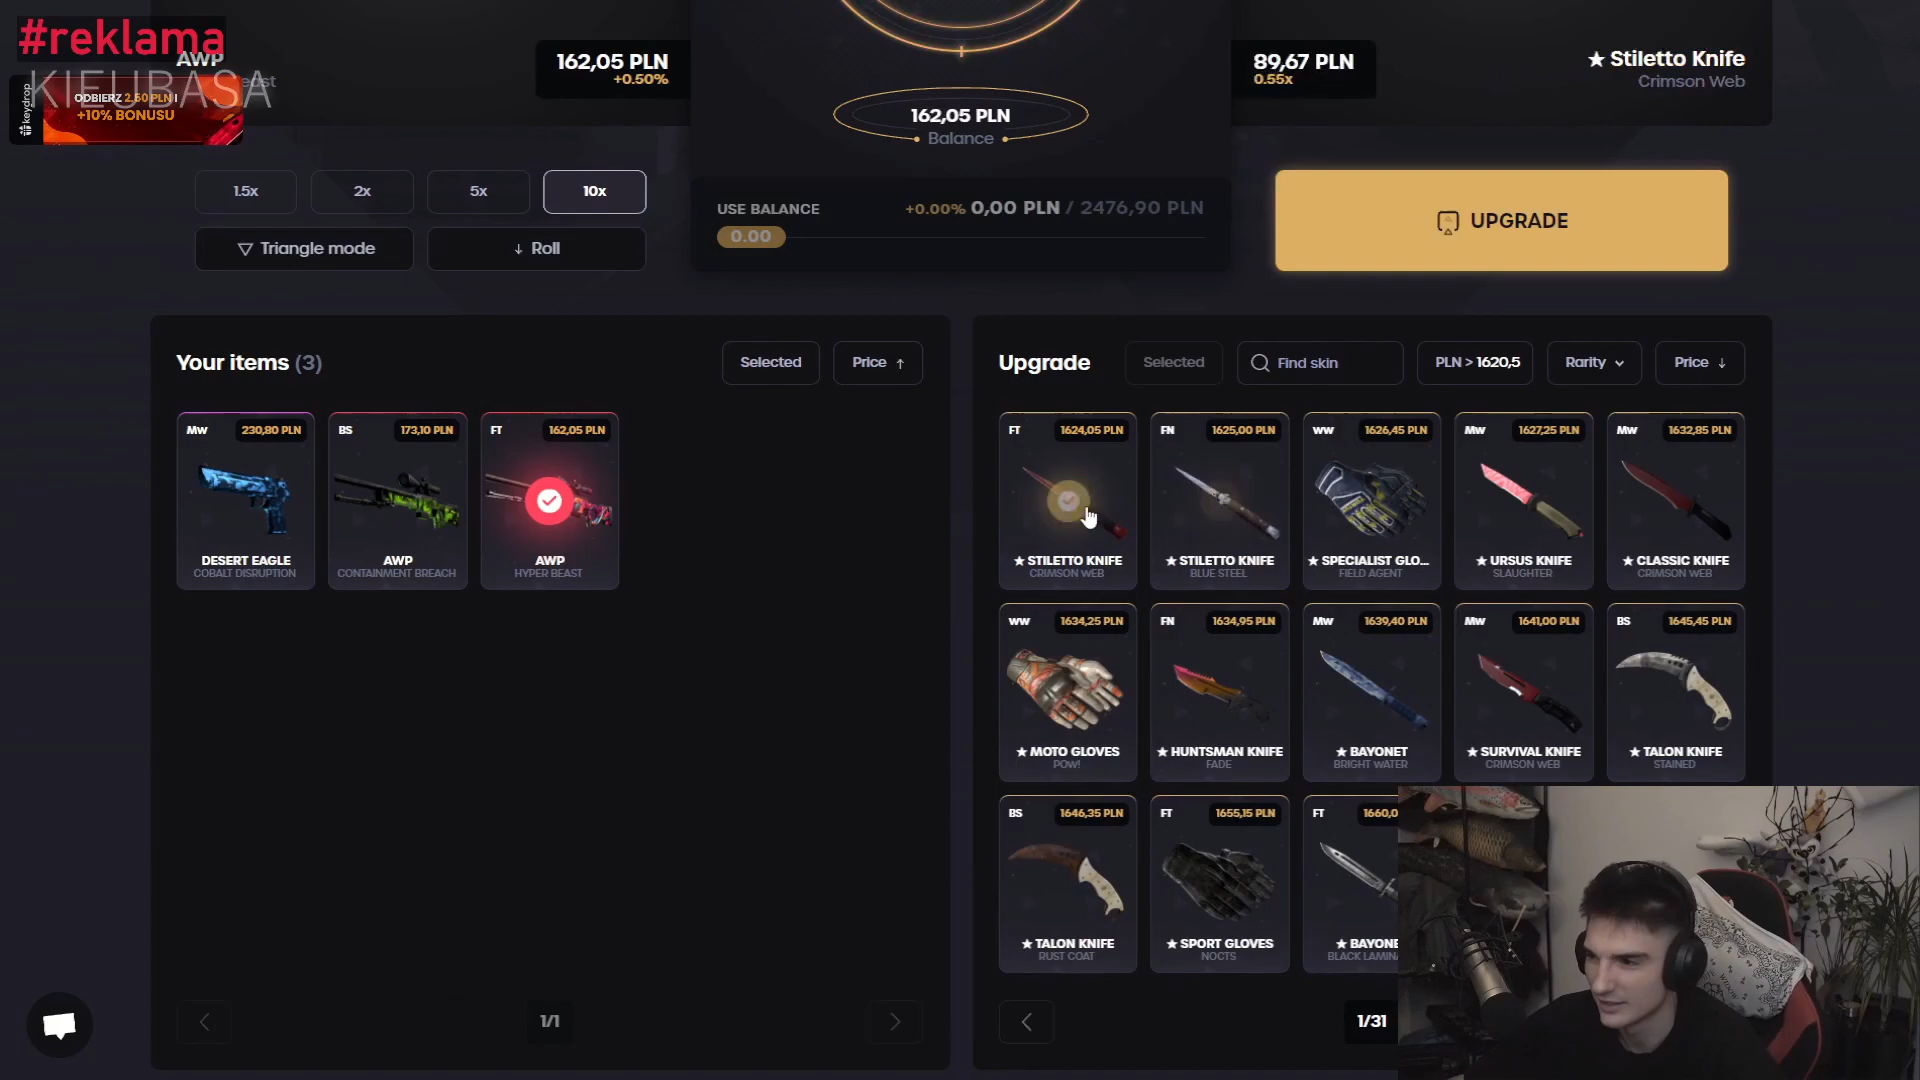 #reklama
AWP
KIEUBASA
keydrop
ODBIERZ 2,50 PLN I
+10% BONUSU
162,05 PLN
+0.50%
162,05 PLN
Balance
89,67 PLN
0.55x
★ Stiletto Knife
Crimson Web
1.5x
2x
5x
10x
Triangle mode
Roll
USE BALANCE
+0.00% 0,00 PLN / 2476,90 PLN
0.00
UPGRADE
Your items (3)
Selected
Price
Upgrade
Selected
Find skin
PLN > 1620,5
Rarity
Price
MW
230,80 PLN
DESERT EAGLE
COBALT DISRUPTION
BS
173,10 PLN
AWP
CONTAINMENT BREACH
FT
162,05 PLN
AWP
HYPER BEAST
FT
1624,05 PLN
★ STILETTO KNIFE
CRIMSON WEB
FN
1625,00 PLN
★ STILETTO KNIFE
BLUE STEEL
WW
1626,45 PLN
★ SPECIALIST GLO...
FIELD AGENT
MW
1627,25 PLN
★ URSUS KNIFE
SLAUGHTER
MW
1632,85 PLN
★ CLASSIC KNIFE
CRIMSON WEB
WW
1634,25 PLN
★ MOTO GLOVES
POW!
FN
1634,95 PLN
★ HUNTSMAN KNIFE
FADE
MW
1639,40 PLN
★ BAYONET
BRIGHT WATER
MW
1641,00 PLN
★ SURVIVAL KNIFE
CRIMSON WEB
BS
1645,45 PLN
★ TALON KNIFE
STAINED
BS
1646,35 PLN
★ TALON KNIFE
RUST COAT
FT
1655,15 PLN
★ SPORT GLOVES
NOCTS
FT
1660,0
★ BAYONE
BLACK LAMINA
1/1
1/31